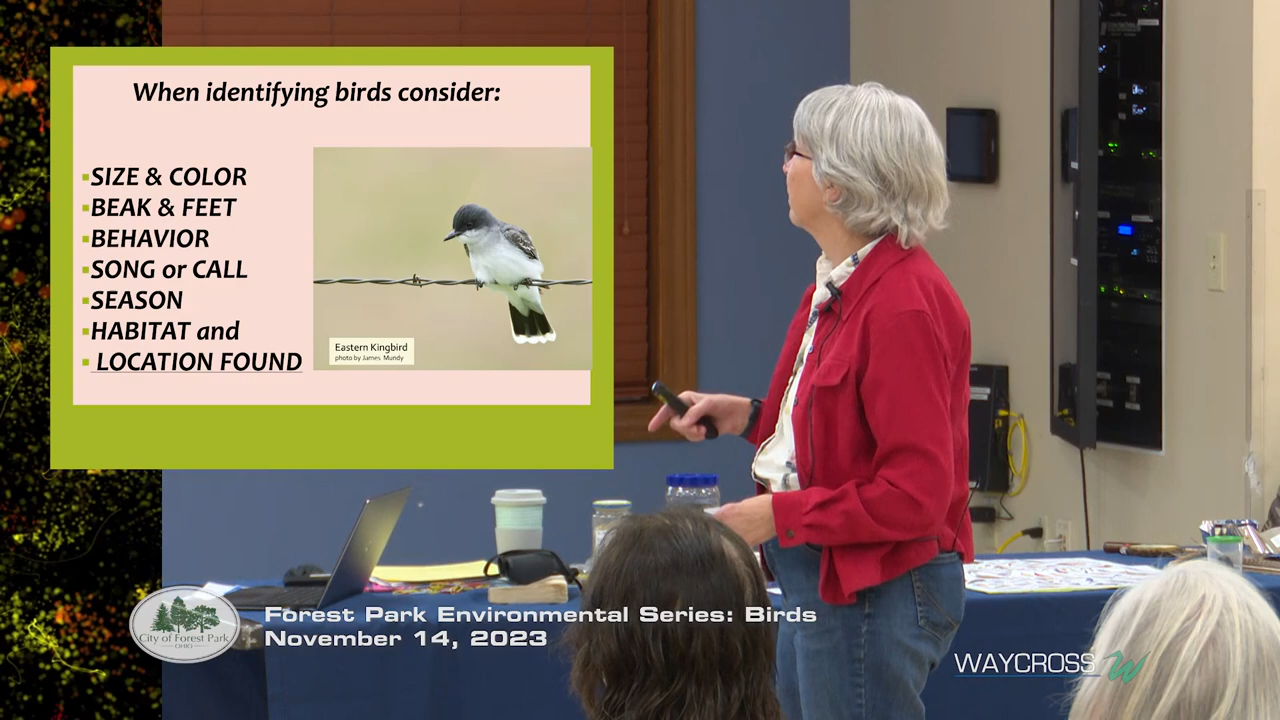 When identifying birds consider:
▪SIZE & COLOR
▪BEAK & FEET
▪BEHAVIOR
▪SONG or CALL
▪SEASON
▪HABITAT and
▪ LOCATION FOUND
Eastern Kingbird
photo by James Mundy
City of Forest Park
OHIO
Forest Park Environmental Series: Birds
November 14, 2023
WAYCROSS W